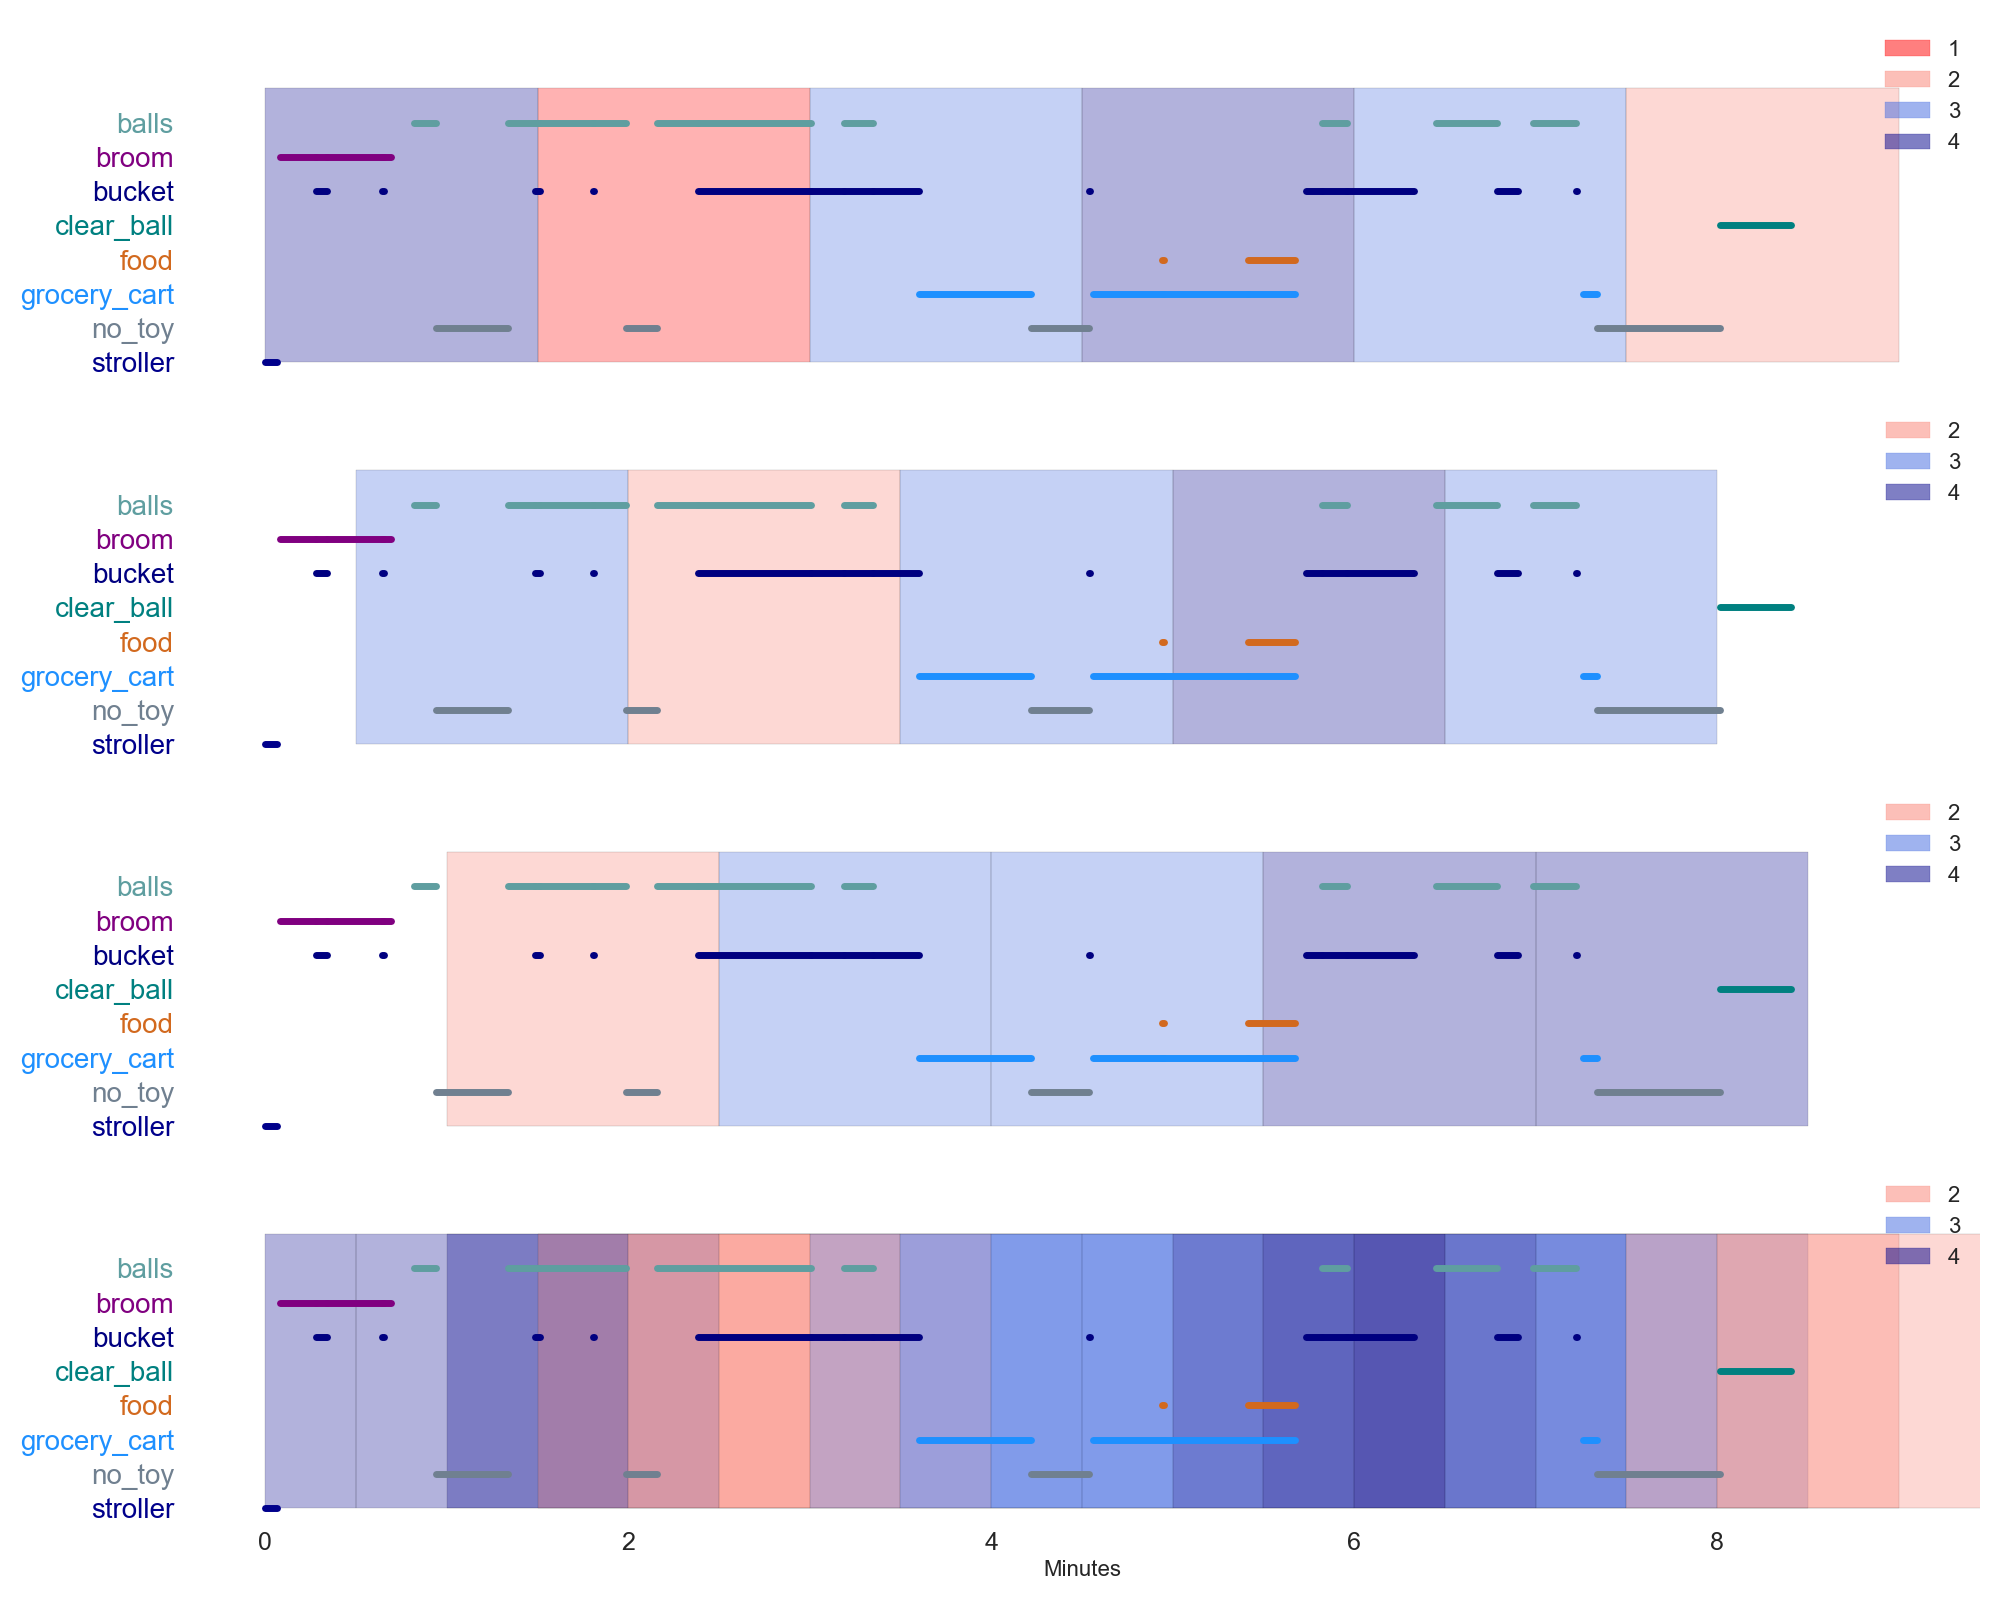 1
2
3
4
balls
broom
bucket
clear_ball
food
grocery_cart
no_toy
stroller
2
3
4
balls
broom
bucket
clear_ball
food
grocery_cart
no_toy
stroller
2
3
4
balls
broom
bucket
clear_ball
food
grocery_cart
no_toy
stroller
2
3
4
balls
broom
bucket
clear_ball
food
grocery_cart
no_toy
stroller
0 2 4 6 8
Minutes